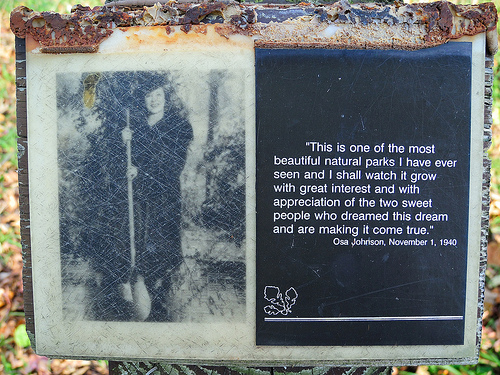 "This is one of the most
beautiful natural parks I have ever
seen and I shall watch it grow
with great interest and with
appreciation of the two sweet
people who dreamed this dream
and are making it come true."
Osa Johnson, November 1, 1940